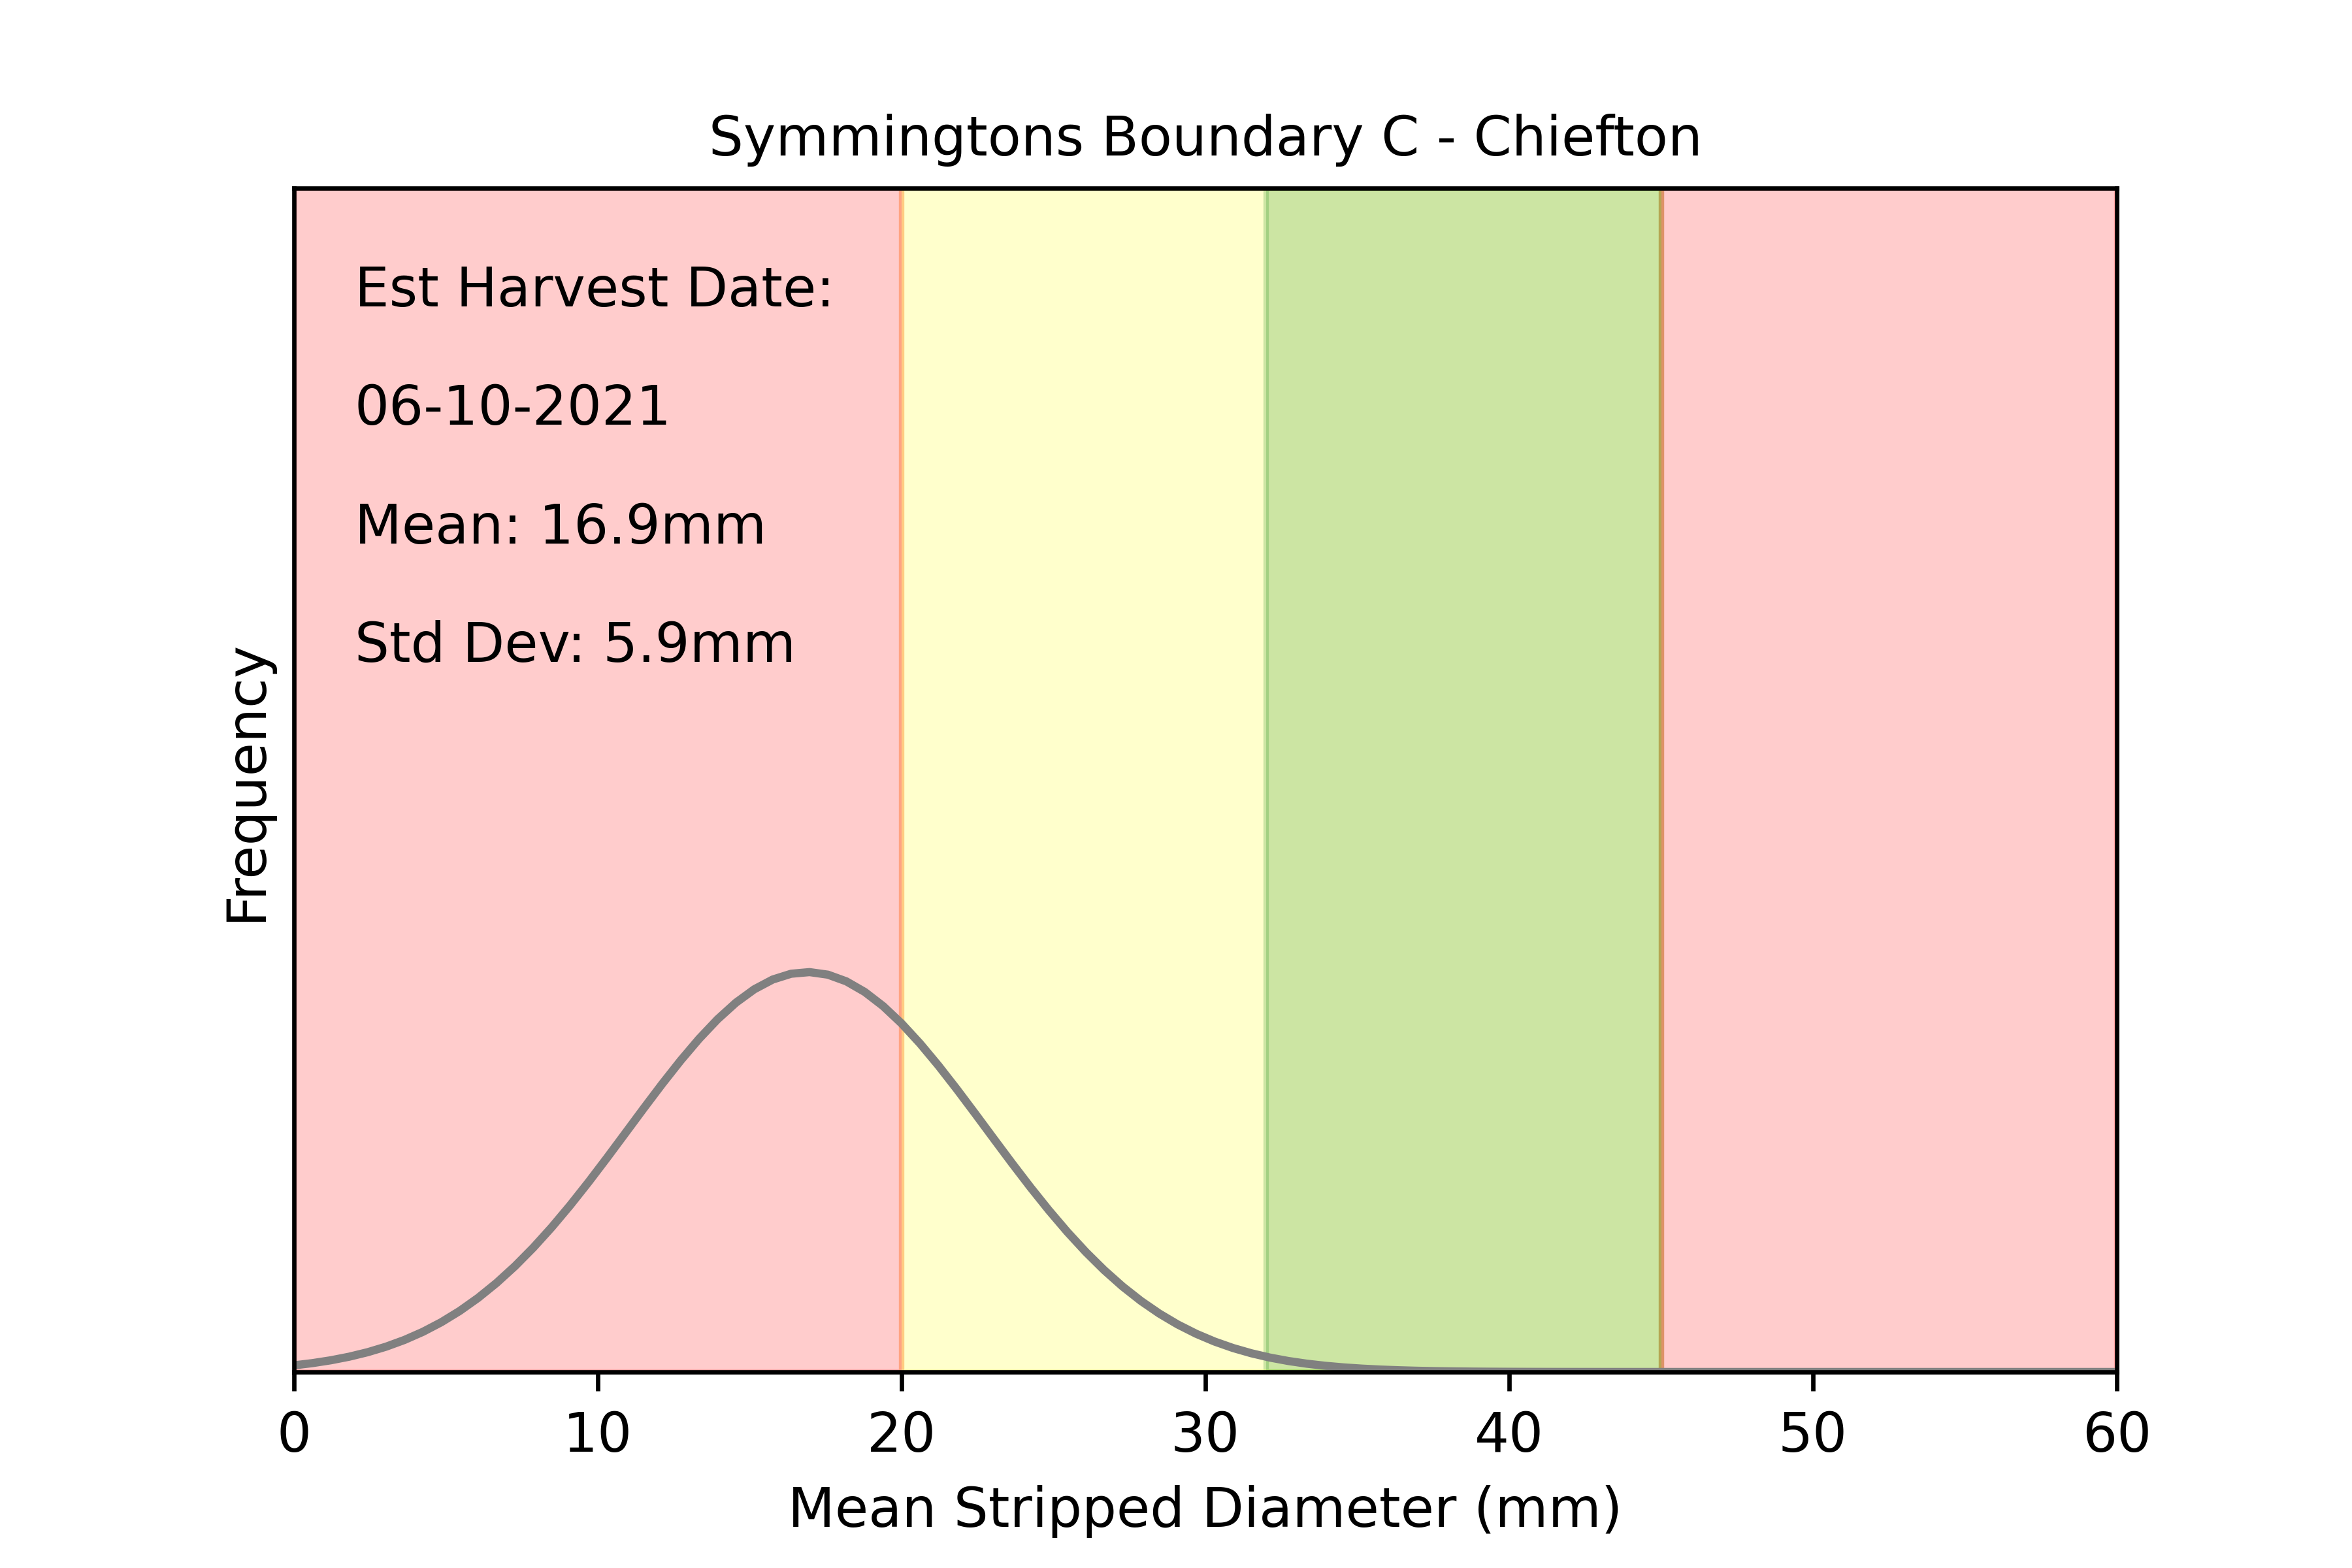 Symmingtons Boundary C - Chiefton
Est Harvest Date:
06-10-2021
Mean: 16.9mm
Std Dev: 5.9mm
Frequency
0 10 20 30 40 50 60
Mean Stripped Diameter (mm)